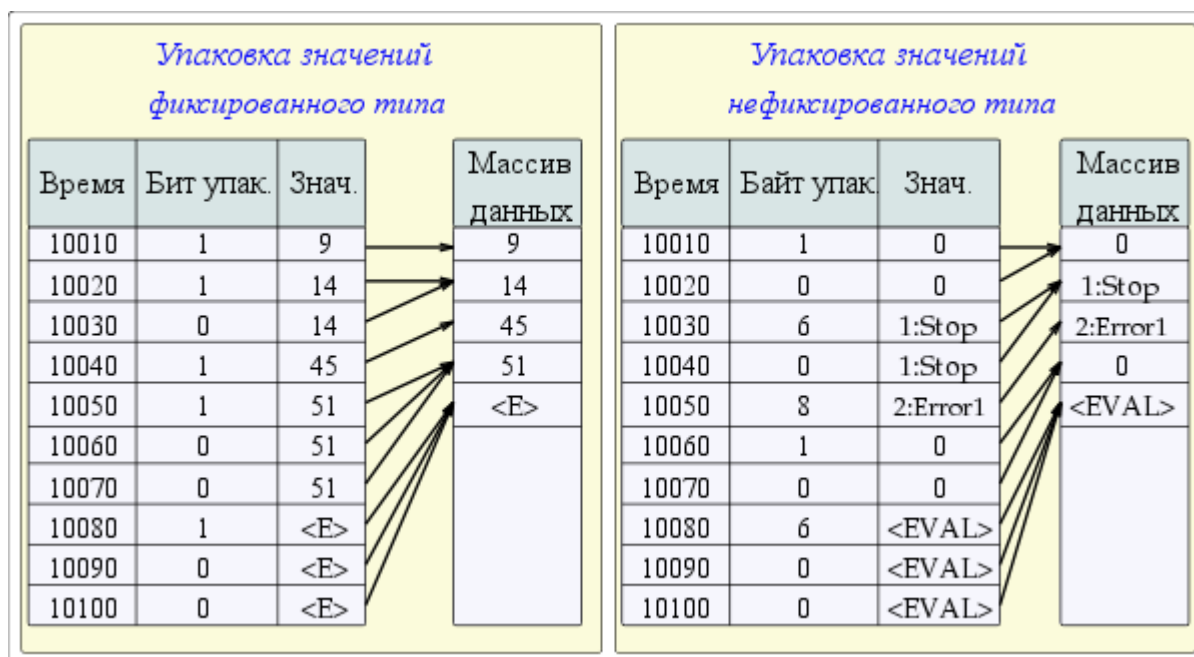 Упаковка значений
фиксированного типа
Время Бит упак. Знач. Массив данных
10010 1 9 9
10020 1 14 14
10030 0 14 45
10040 1 45 51
10050 1 51 <E>
10060 0 51
10070 0 51
10080 1 <E>
10090 0 <E>
10100 0 <E>
Упаковка значений
нефиксированного типа
Время Байт упак. Знач. Массив данных
10010 1 0 0
10020 0 0 1:Stop
10030 6 1:Stop 2:Error1
10040 0 1:Stop 0
10050 8 2:Error1 <EVAL>
10060 1 0
10070 0 0
10080 6 <EVAL>
10090 0 <EVAL>
10100 0 <EVAL>